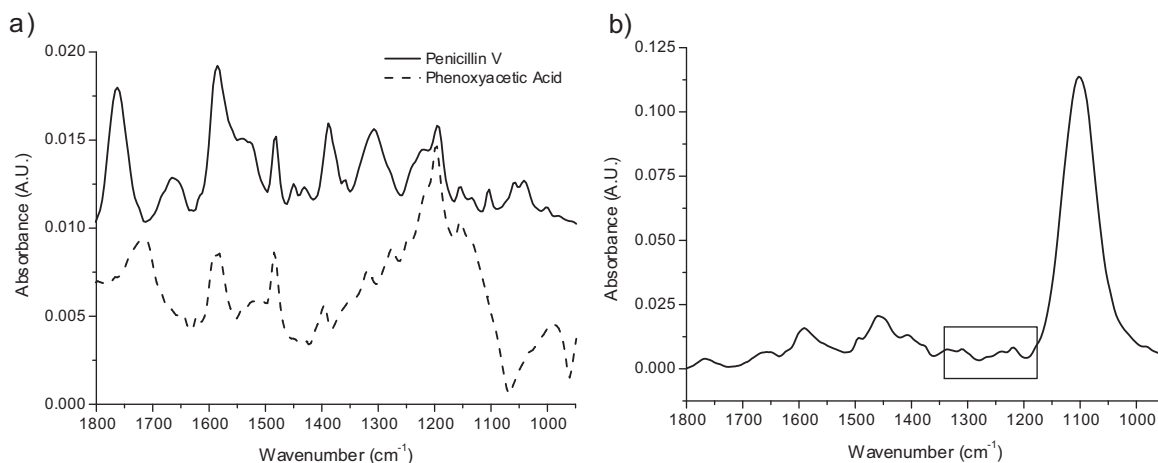 a)
0.020
0.015
0.010
0.005
0.000
Absorbance (A.U.)
Penicillin V
Phenoxyacetic Acid
1800 1700 1600 1500 1400 1300 1200 1100 1000
Wavenumber (cm⁻¹)
b)
0.125
0.100
0.075
0.050
0.025
0.000
Absorbance (A.U.)
1800 1700 1600 1500 1400 1300 1200 1100 1000
Wavenumber (cm⁻¹)